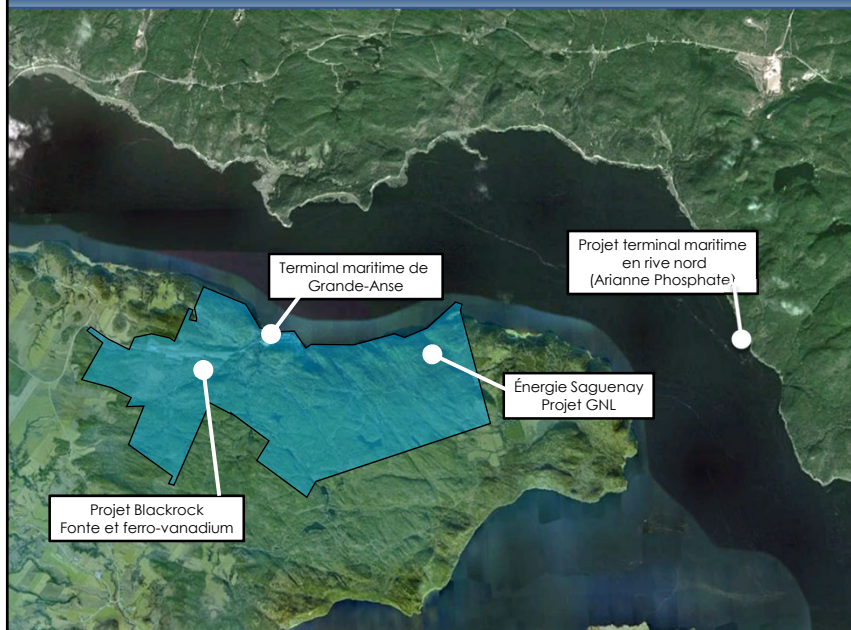 Terminal maritime de
Grande-Anse
Projet terminal maritime
en rive nord
(Arianne Phosphate)
Énergie Saguenay
Projet GNL
Projet Blackrock
Fonte et ferro-vanadium